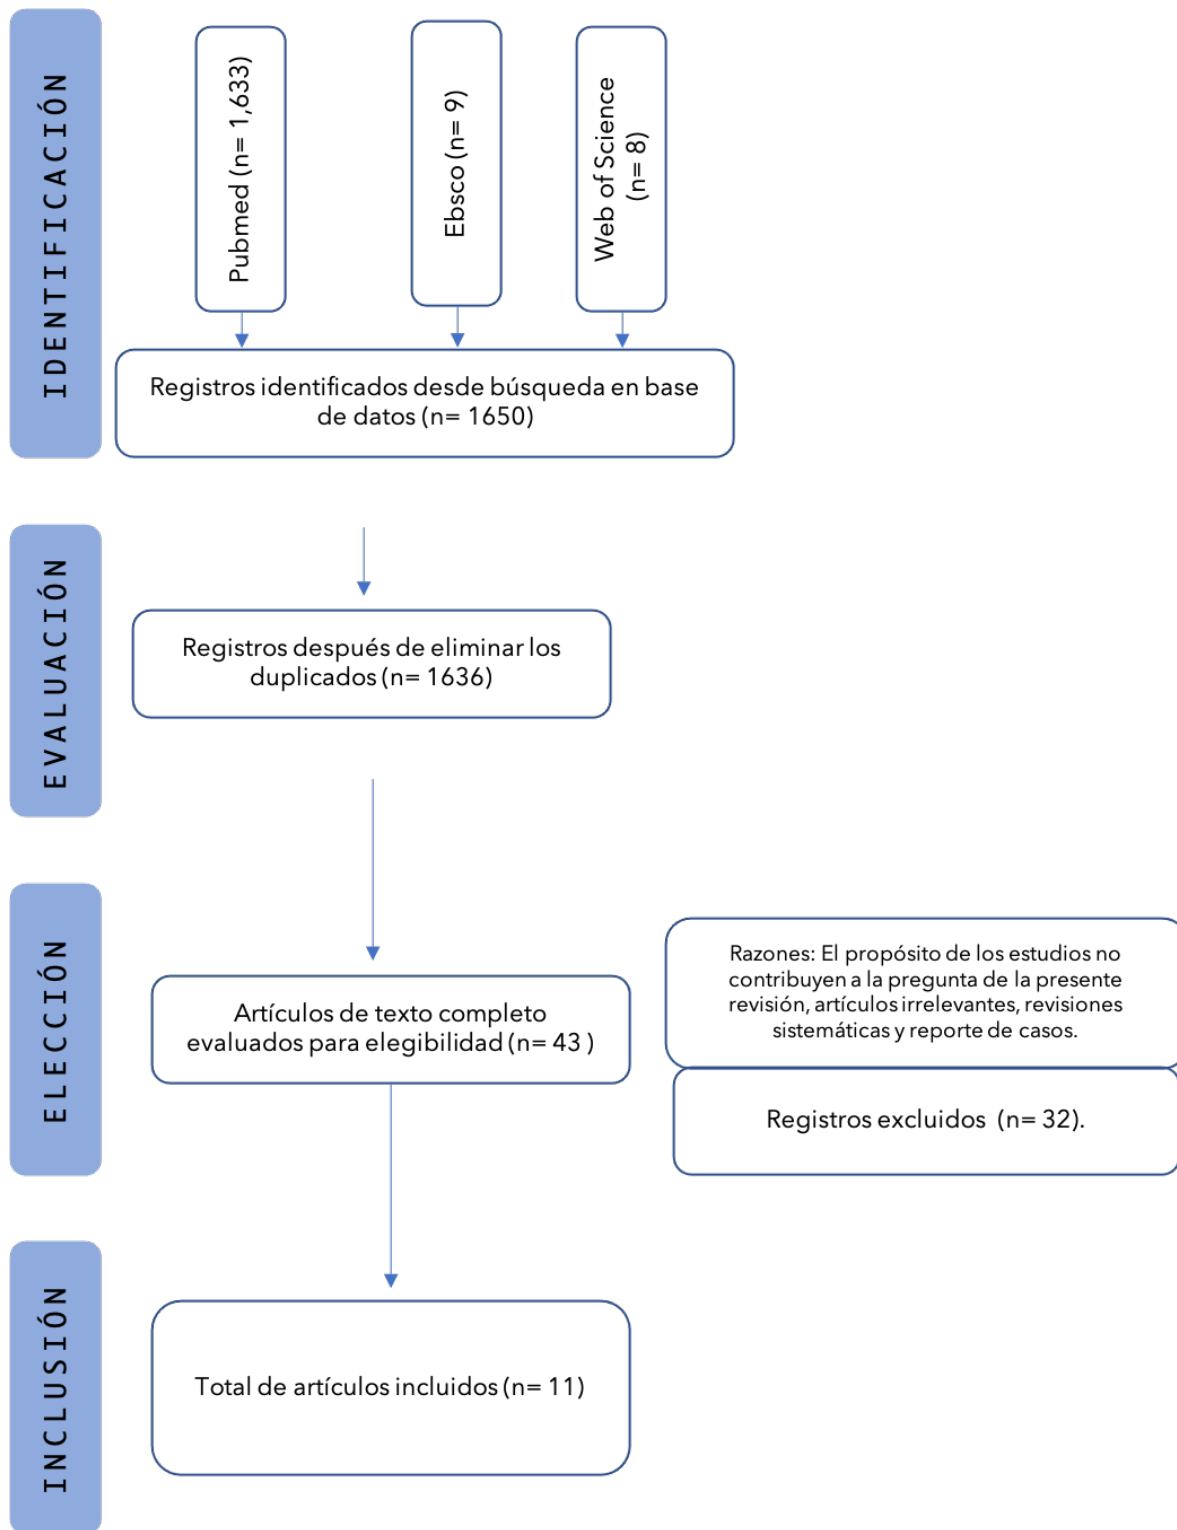 IDENTIFICACIÓN
Pubmed (n= 1,633)
Ebsco (n= 9)
Web of Science
(n= 8)
Registros identificados desde búsqueda en base
de datos (n= 1650)
EVALUACIÓN
Registros después de eliminar los
duplicados (n= 1636)
ELECCIÓN
Artículos de texto completo
evaluados para elegibilidad (n= 43 )
Razones: El propósito de los estudios no
contribuyen a la pregunta de la presente
revisión, artículos irrelevantes, revisiones
sistemáticas y reporte de casos.
Registros excluidos (n= 32).
INCLUSIÓN
Total de artículos incluidos (n= 11)